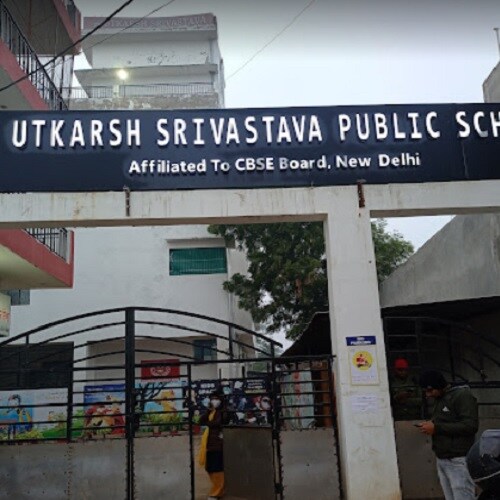 UTKARSH SRIVASTAVA PUBLIC SCH
Affiliated To CBSE Board, New Delhi